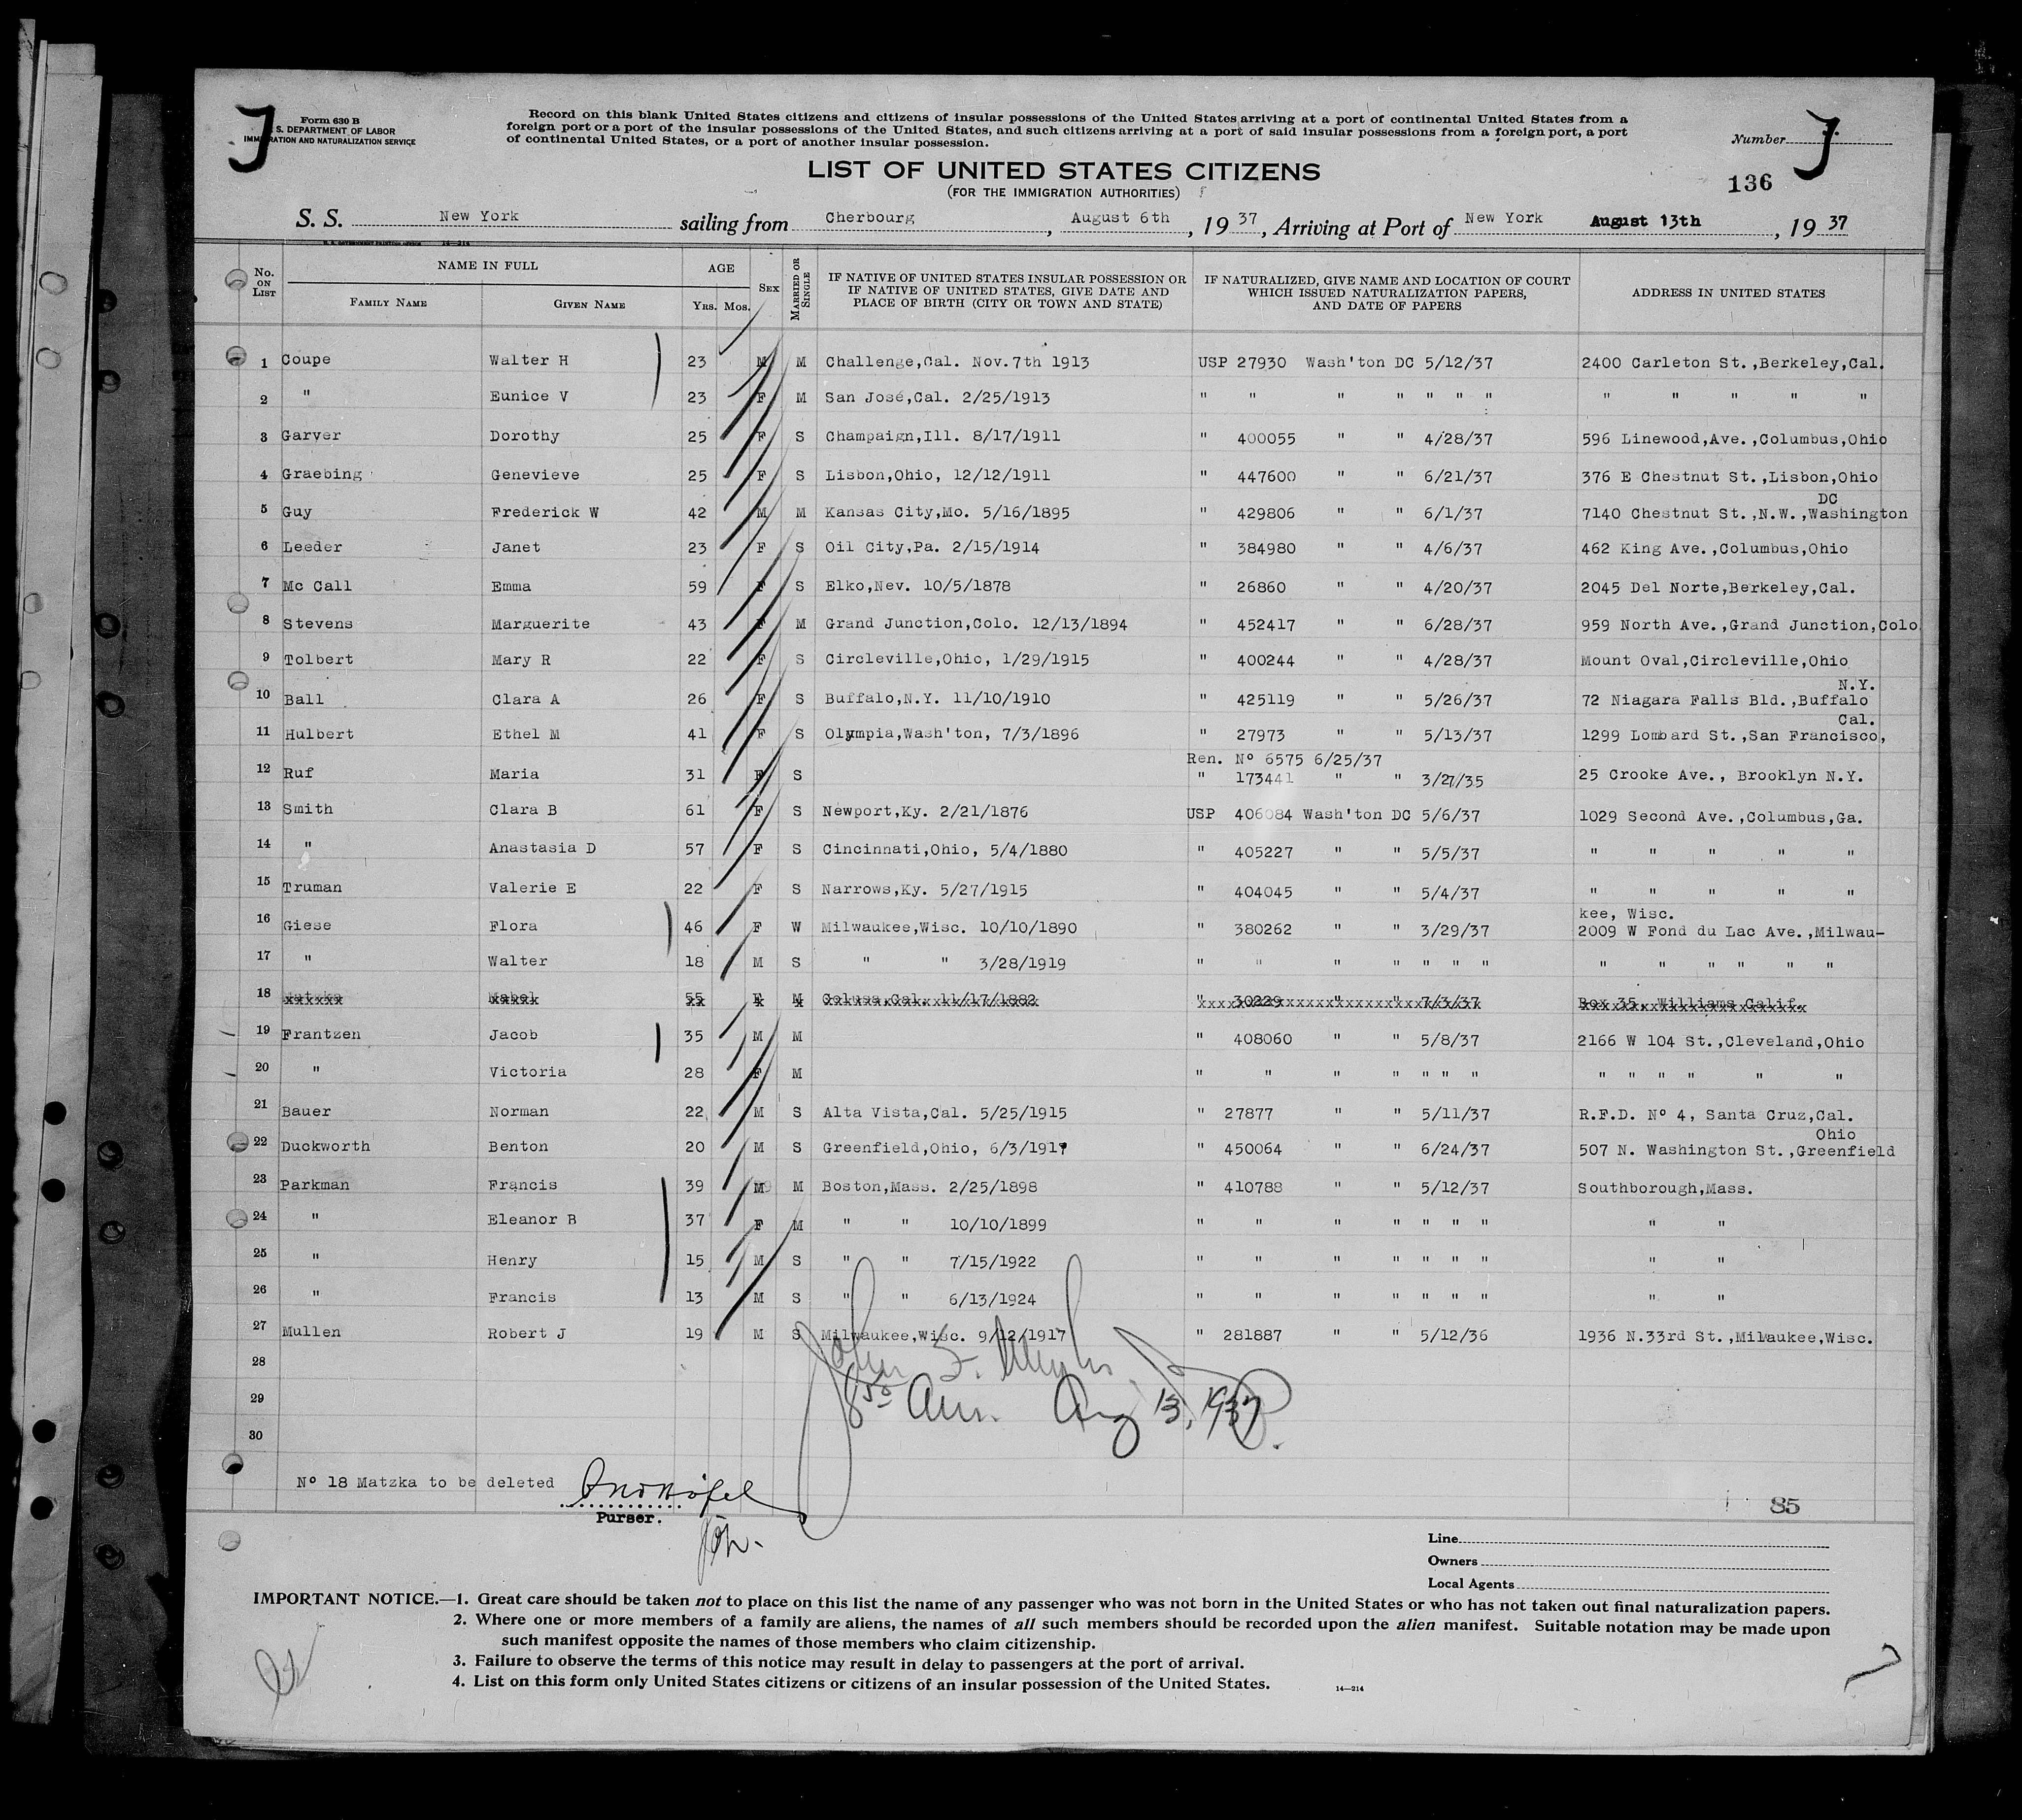 Form 630 B
S. DEPARTMENT OF LABOR
IMMIGRATION AND NATURALIZATION SERVICE
Record on this blank United States citizens and citizens of insular possessions of the United States arriving at a port of continental United States from a
foreign port or a port of the insular possessions of the United States, and such citizens arriving at a port of said insular possessions from a foreign port, a port
of continental United States, or a port of another insular possession.
Number
136
LIST OF UNITED STATES CITIZENS
(FOR THE IMMIGRATION AUTHORITIES)
S. S. New York sailing from Cherbourg, August 6th, 1937, Arriving at Port of New York August 13th, 1937
No. ON LIST NAME IN FULL FAMILY NAME GIVEN NAME AGE YRS. MOS. SEX MARRIED OR SINGLE IF NATIVE OF UNITED STATES INSULAR POSSESSION OR IF NATIVE OF UNITED STATES, GIVE DATE AND PLACE OF BIRTH (CITY OR TOWN AND STATE) IF NATURALIZED, GIVE NAME AND LOCATION OF COURT WHICH ISSUED NATURALIZATION PAPERS, AND DATE OF PAPERS ADDRESS IN UNITED STATES
1 Coupe Walter H 23 M M Challenge,Cal. Nov.7th 1913 USP 27930 Wash'ton DC 5/12/37 2400 Carleton St.,Berkeley,Cal.
2 " Eunice V 23 F M San José,Cal. 2/25/1913 " " " " " " " " " " " "
3 Garver Dorothy 25 F S Champaign,Ill. 8/17/1911 " 400055 " " 4/28/37 596 Linewood,Ave.,Columbus,Ohio
4 Graebing Genevieve 25 F S Lisbon,Ohio, 12/12/1911 " 447600 " " 6/21/37 376 E Chestnut St.,Lisbon,Ohio
DC
5 Guy Frederick W 42 M M Kansas City,Mo. 5/16/1895 " 429806 " " 6/1/37 7140 Chestnut St.,N.W.,Washington
6 Leeder Janet 23 F S Oil City,Pa. 2/15/1914 " 384980 " " 4/6/37 462 King Ave.,Columbus,Ohio
7 Mc Call Emma 59 F S Elko,Nev. 10/5/1878 " 26860 " " 4/20/37 2045 Del Norte,Berkeley,Cal.
8 Stevens Marguerite 43 F M Grand Junction,Colo. 12/13/1894 " 452417 " " 6/28/37 959 North Ave.,Grand Junction,Colo
9 Tolbert Mary R 22 F S Circleville,Ohio, 1/29/1915 " 400244 " " 4/28/37 Mount Oval,Circleville,Ohio
N.Y.
10 Ball Clara A 26 F S Buffalo,N.Y. 11/10/1910 " 425119 " " 5/26/37 72 Niagara Falls Bld.,Buffalo
Cal.
11 Hulbert Ethel M 41 F S Olympia,Wash'ton, 7/3/1896 " 27973 " " 5/13/37 1299 Lombard St.,San Francisco,
Ren. Nº 6575 6/25/37
12 Ruf Maria 31 F S " 173441 " " 3/27/35 25 Crooke Ave., Brooklyn N.Y.
13 Smith Clara B 61 F S Newport,Ky. 2/21/1876 USP 406084 Wash'ton DC 5/6/37 1029 Second Ave.,Columbus,Ga.
14 " Anastasia D 57 F S Cincinnati,Ohio, 5/4/1880 " 405227 " " 5/5/37 " " " " "
15 Truman Valerie E 22 F S Narrows,Ky. 5/27/1915 " 404045 " " 5/4/37 " " " " "
kee, Wisc.
16 Giese Flora 46 F W Milwaukee,Wisc. 10/10/1890 " 380262 " " 3/29/37 2009 W Fond du Lac Ave.,Milwau-
17 " Walter 18 M S " " 3/28/1919 " " " " " " " " " " " " "
18 Matzka Mabel 55 F M Colusa,Cal. 11/17/1882 " 30229 " " 7/3/37 Box 35, Williams Calif.
19 Frantzen Jacob 35 M M " 408060 " " 5/8/37 2166 W 104 St.,Cleveland,Ohio
20 " Victoria 28 F M " " " " " " " " " " " " "
21 Bauer Norman 22 M S Alta Vista,Cal. 5/25/1915 " 27877 " " 5/11/37 R.F.D. Nº 4, Santa Cruz,Cal.
Ohio
22 Duckworth Benton 20 M S Greenfield,Ohio, 6/3/1917 " 450064 " " 6/24/37 507 N. Washington St.,Greenfield
23 Parkman Francis 39 M M Boston,Mass. 2/25/1898 " 410788 " " 5/12/37 Southborough,Mass.
24 " Eleanor B 37 F M " " 10/10/1899 " " " " " " " " "
25 " Henry 15 M S " " 7/15/1922 " " " " " " " " "
26 " Francis 13 M S " " 6/13/1924 " " " " " " " " "
27 Mullen Robert J 19 M S Milwaukee,Wisc. 9/12/1917 " 281887 " " 5/12/36 1936 N.33rd St.,Milwaukee,Wisc.
28
29
30
John F.
850 Am. Aug 13, 1937
Nº 18 Matzka to be deleted
Purser.
85
Line
Owners
Local Agents
IMPORTANT NOTICE.—1. Great care should be taken not to place on this list the name of any passenger who was not born in the United States or who has not taken out final naturalization papers.
2. Where one or more members of a family are aliens, the names of all such members should be recorded upon the alien manifest. Suitable notation may be made upon
such manifest opposite the names of those members who claim citizenship.
3. Failure to observe the terms of this notice may result in delay to passengers at the port of arrival.
4. List on this form only United States citizens or citizens of an insular possession of the United States.
14—214